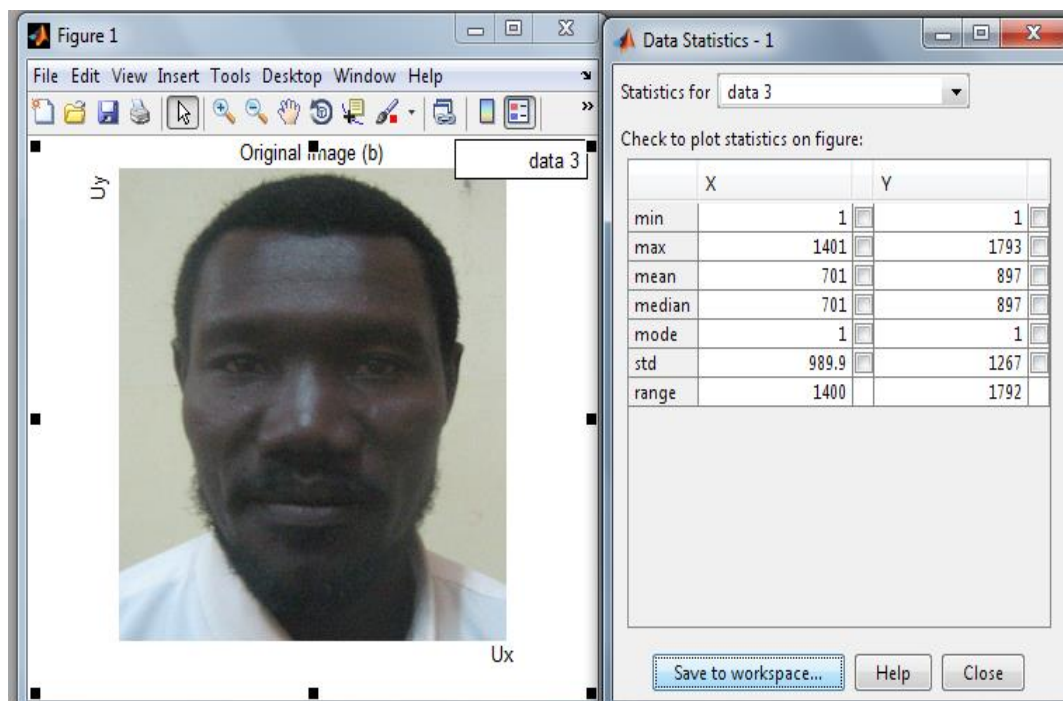 Figure 1
File Edit View Insert Tools Desktop Window Help
Original Image (b)
data 3
Uy
Ux
Data Statistics - 1
Statistics for data 3
Check to plot statistics on figure:
X Y
min 1 1
max 1401 1793
mean 701 897
median 701 897
mode 1 1
std 989.9 1267
range 1400 1792
Save to workspace... Help Close